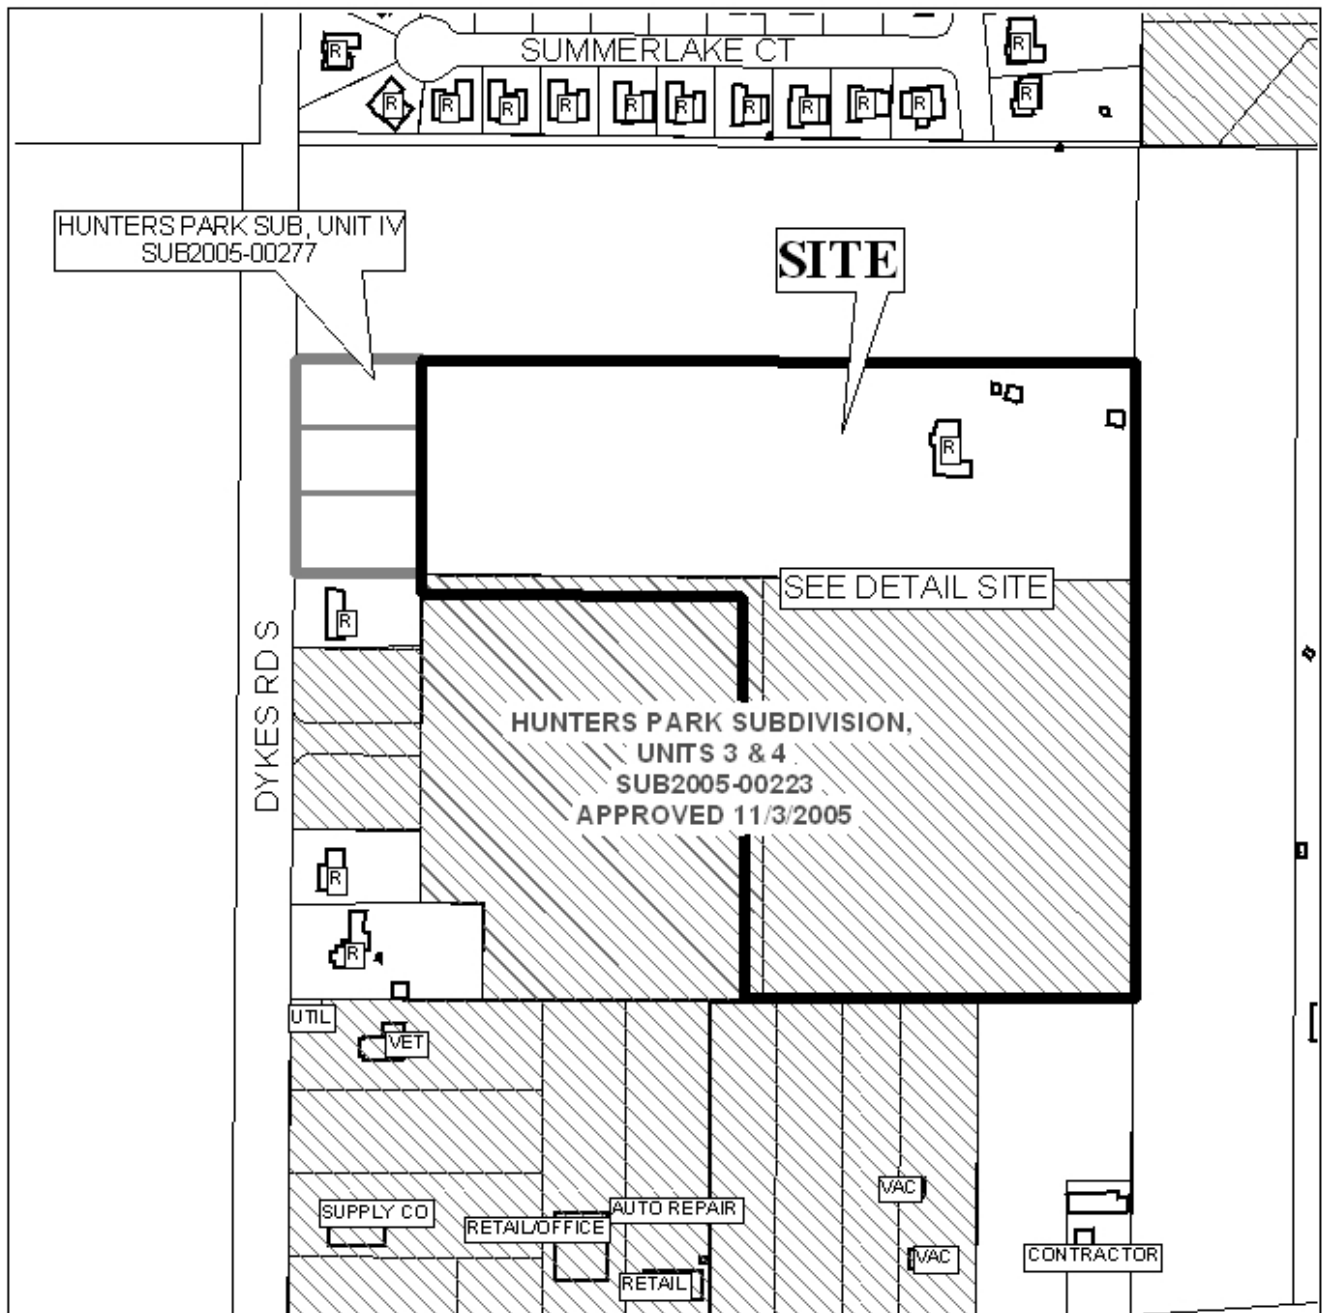 SUMMERLAKE CT
R
R
R
R
R
R
R
R
R
R
R
R
R
HUNTERS PARK SUB, UNIT IV
SUB2005-00277
SITE
R
SEE DETAIL SITE
R
DYKES RD S
HUNTERS PARK SUBDIVISION,
UNITS 3 & 4
SUB2005-00223
APPROVED 11/3/2005
R
R
UTIL
VET
VAC
SUPPLY CO
AUTO REPAIR
RETAIL/OFFICE
VAC
CONTRACTOR
RETAIL